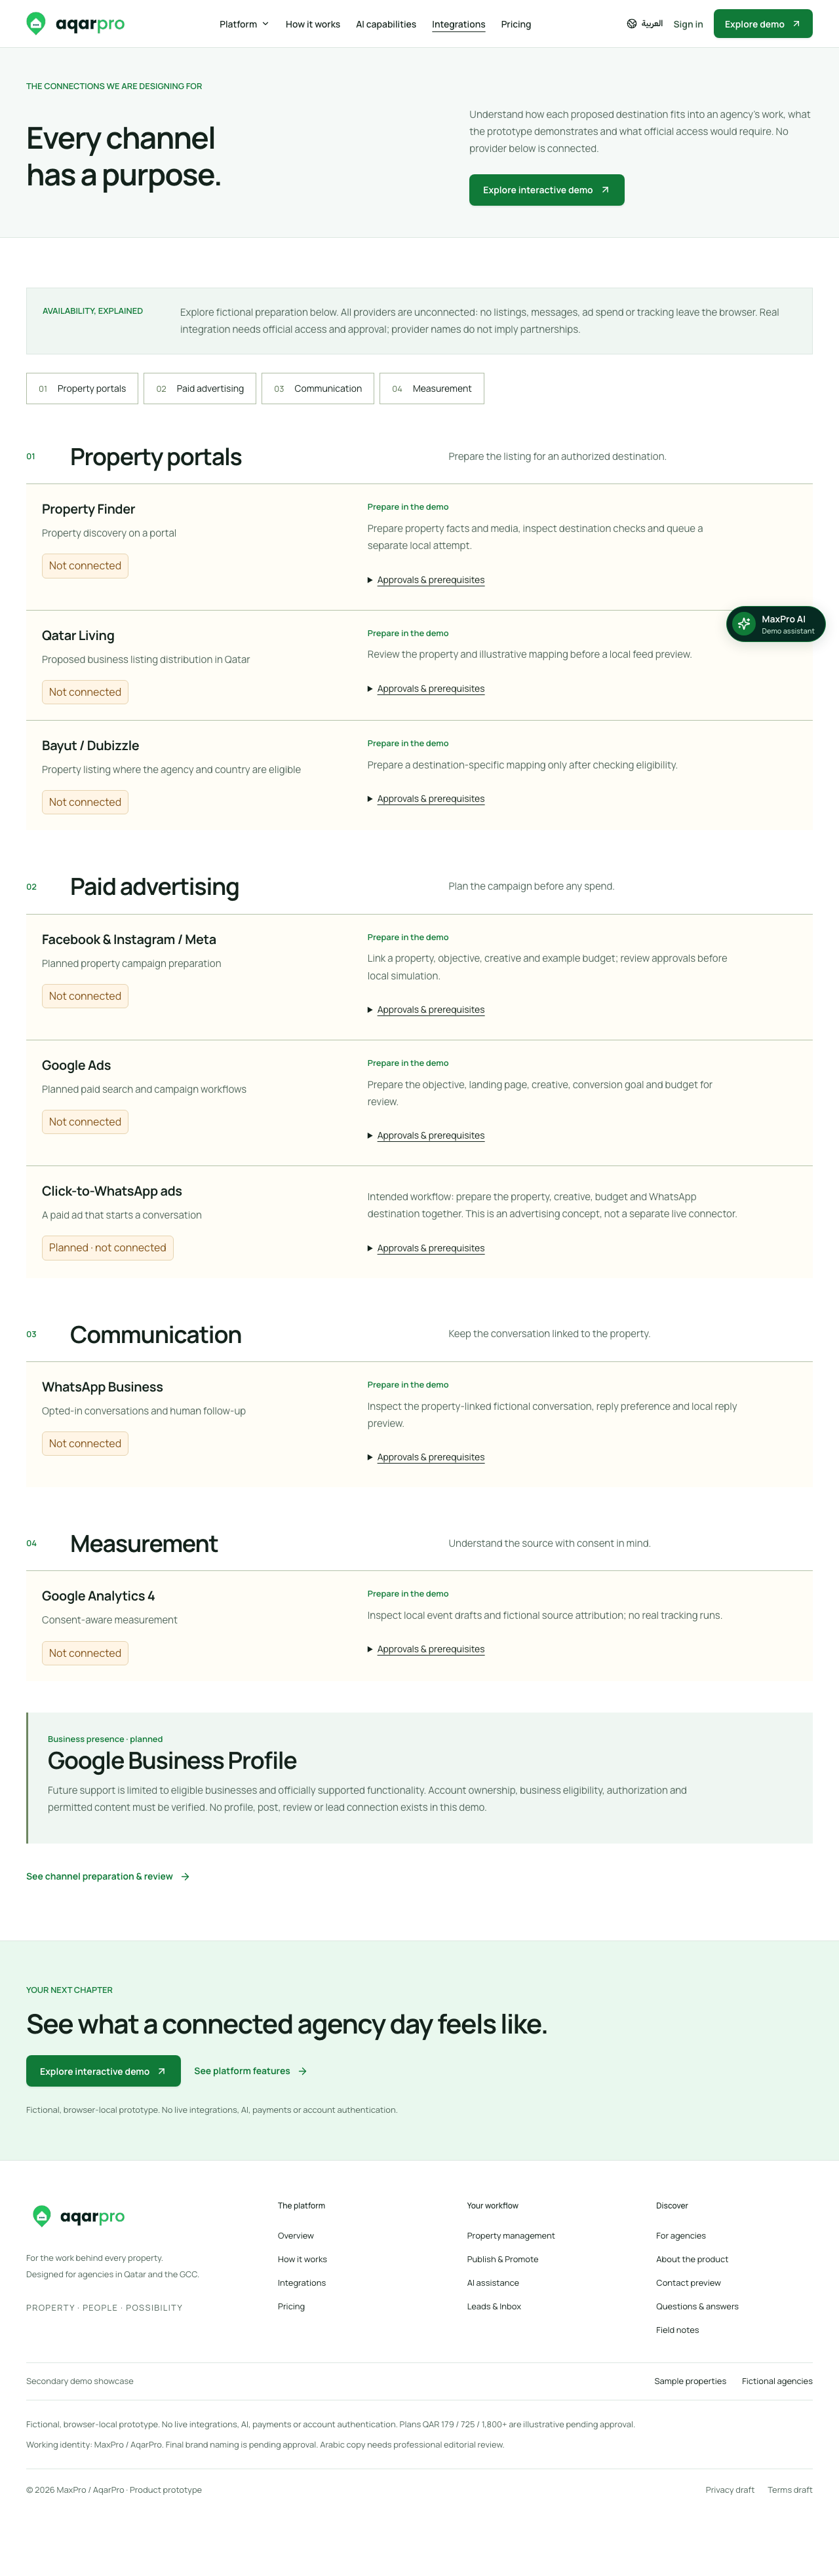 aqarpro
Platform
How it works
AI capabilities
Integrations
Pricing
العربية
Sign in
Explore demo
THE CONNECTIONS WE ARE DESIGNING FOR
Every channel
has a purpose.
Understand how each proposed destination fits into an agency's work, what
the prototype demonstrates and what official access would require. No
provider below is connected.
Explore interactive demo
AVAILABILITY, EXPLAINED
Explore fictional preparation below. All providers are unconnected: no listings, messages, ad spend or tracking leave the browser. Real
integration needs official access and approval; provider names do not imply partnerships.
01 Property portals
02 Paid advertising
03 Communication
04 Measurement
01
Property portals
Prepare the listing for an authorized destination.
Property Finder
Property discovery on a portal
Not connected
Prepare in the demo
Prepare property facts and media, inspect destination checks and queue a
separate local attempt.
Approvals & prerequisites
MaxPro AI
Demo assistant
Qatar Living
Proposed business listing distribution in Qatar
Not connected
Prepare in the demo
Review the property and illustrative mapping before a local feed preview.
Approvals & prerequisites
Bayut / Dubizzle
Property listing where the agency and country are eligible
Not connected
Prepare in the demo
Prepare a destination-specific mapping only after checking eligibility.
Approvals & prerequisites
02
Paid advertising
Plan the campaign before any spend.
Facebook & Instagram / Meta
Planned property campaign preparation
Not connected
Prepare in the demo
Link a property, objective, creative and example budget; review approvals before
local simulation.
Approvals & prerequisites
Google Ads
Planned paid search and campaign workflows
Not connected
Prepare in the demo
Prepare the objective, landing page, creative, conversion goal and budget for
review.
Approvals & prerequisites
Click-to-WhatsApp ads
A paid ad that starts a conversation
Planned · not connected
Intended workflow: prepare the property, creative, budget and WhatsApp
destination together. This is an advertising concept, not a separate live connector.
Approvals & prerequisites
03
Communication
Keep the conversation linked to the property.
WhatsApp Business
Opted-in conversations and human follow-up
Not connected
Prepare in the demo
Inspect the property-linked fictional conversation, reply preference and local reply
preview.
Approvals & prerequisites
04
Measurement
Understand the source with consent in mind.
Google Analytics 4
Consent-aware measurement
Not connected
Prepare in the demo
Inspect local event drafts and fictional source attribution; no real tracking runs.
Approvals & prerequisites
Business presence · planned
Google Business Profile
Future support is limited to eligible businesses and officially supported functionality. Account ownership, business eligibility, authorization and
permitted content must be verified. No profile, post, review or lead connection exists in this demo.
See channel preparation & review
YOUR NEXT CHAPTER
See what a connected agency day feels like.
Explore interactive demo
See platform features
Fictional, browser-local prototype. No live integrations, AI, payments or account authentication.
aqarpro
For the work behind every property.
Designed for agencies in Qatar and the GCC.
PROPERTY · PEOPLE · POSSIBILITY
The platform
Overview
How it works
Integrations
Pricing
Your workflow
Property management
Publish & Promote
AI assistance
Leads & Inbox
Discover
For agencies
About the product
Contact preview
Questions & answers
Field notes
Secondary demo showcase
Sample properties
Fictional agencies
Fictional, browser-local prototype. No live integrations, AI, payments or account authentication. Plans QAR 179 / 725 / 1,800+ are illustrative pending approval.
Working identity: MaxPro / AqarPro. Final brand naming is pending approval. Arabic copy needs professional editorial review.
© 2026 MaxPro / AqarPro · Product prototype
Privacy draft
Terms draft